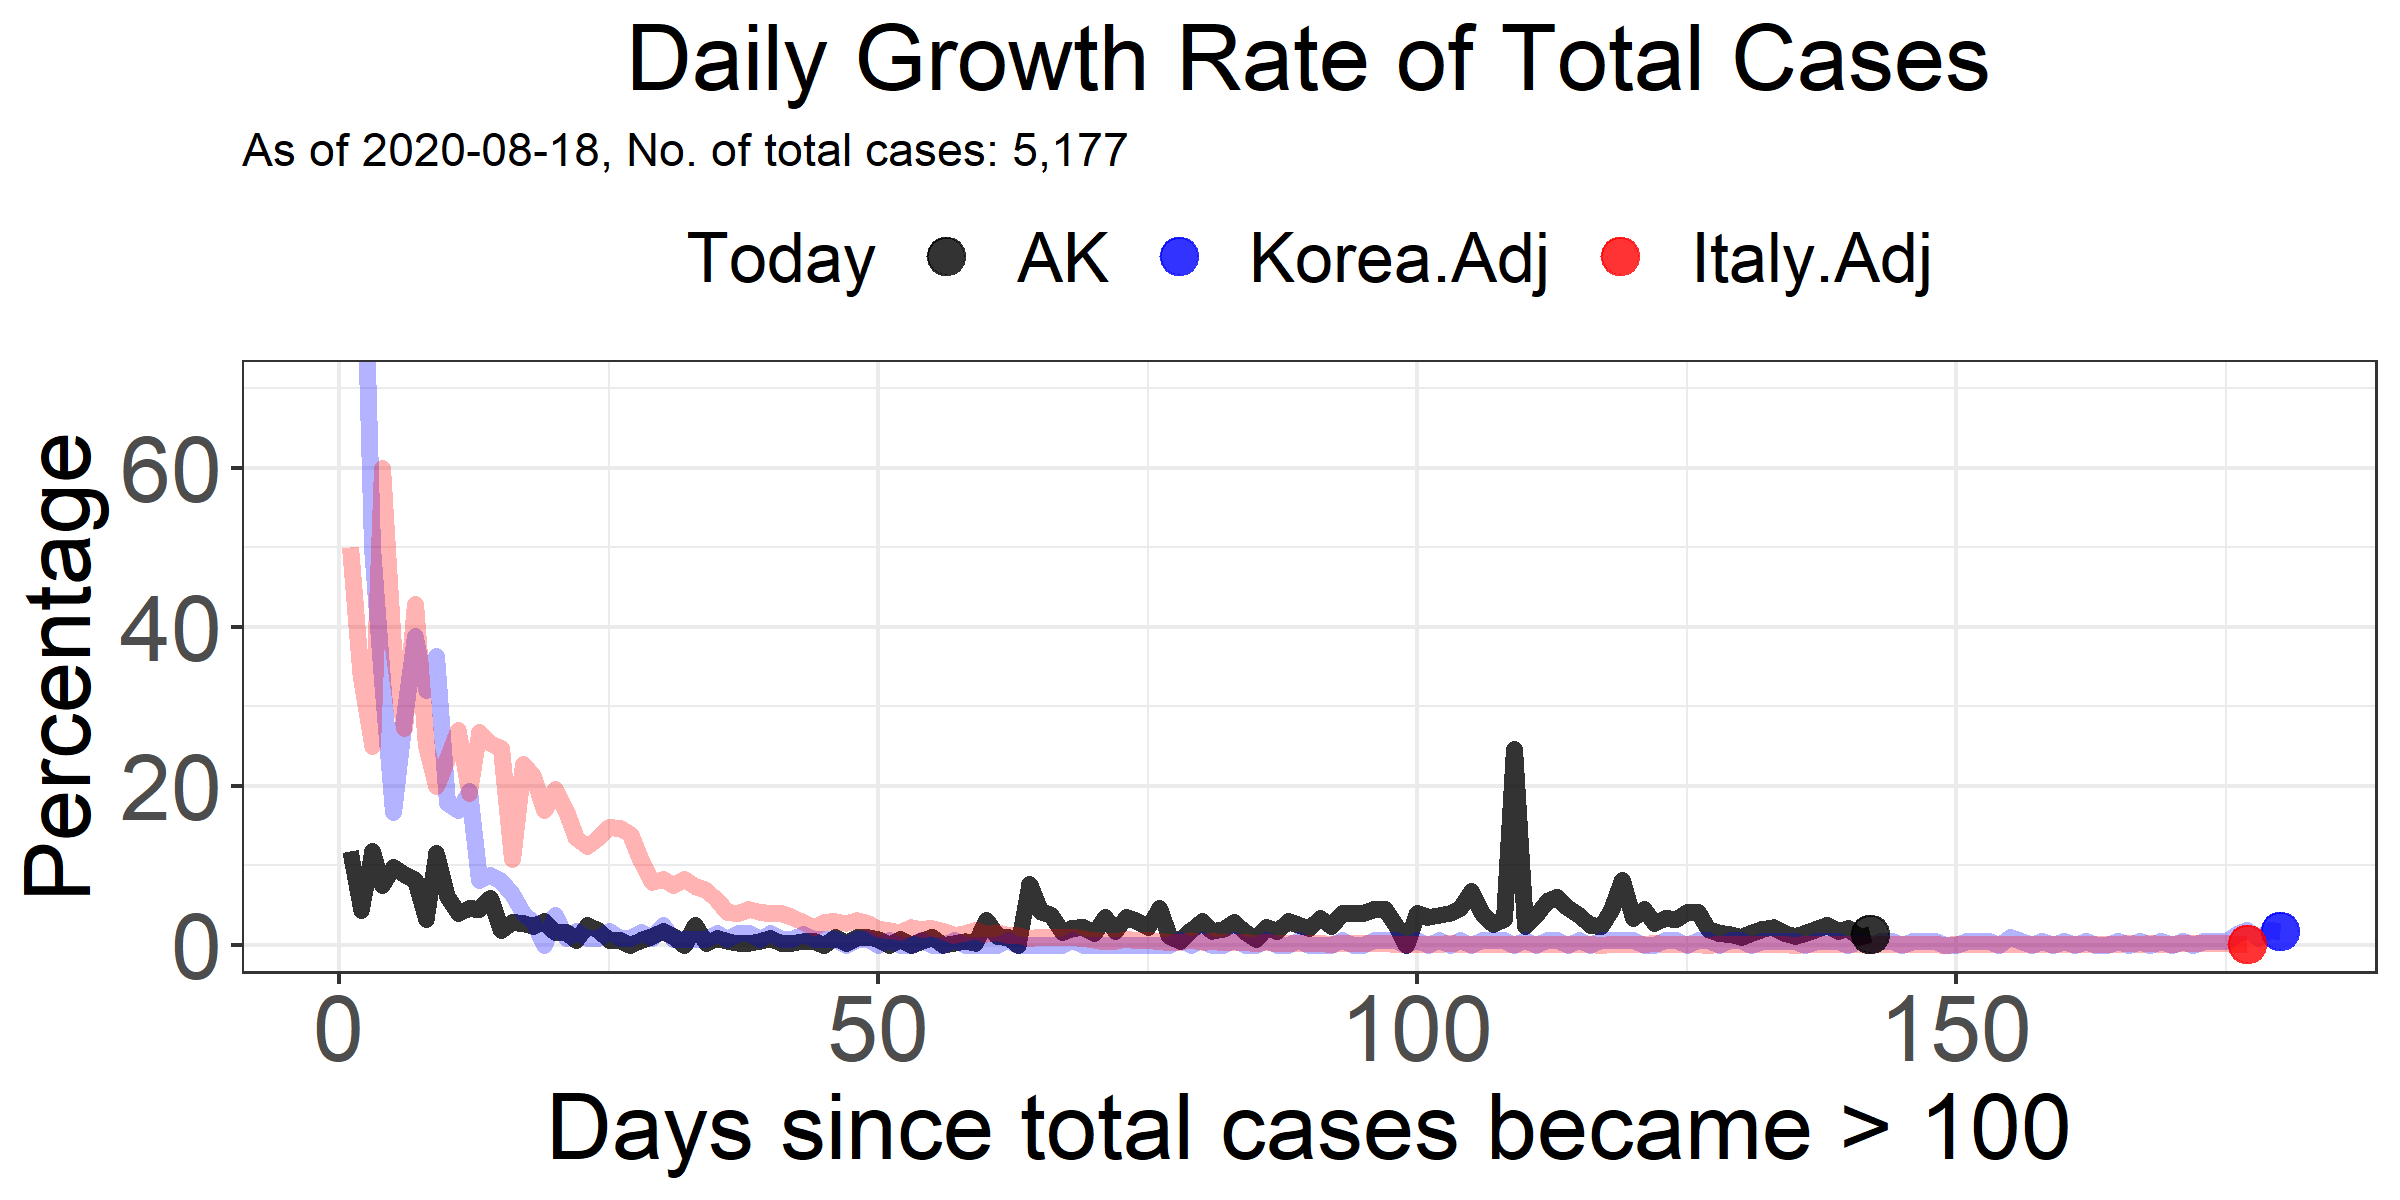 Daily Growth Rate of Total Cases
As of 2020-08-18, No. of total cases: 5,177
Today AK Korea.Adj Italy.Adj
Percentage
60
40
20
0
0 50 100 150
Days since total cases became > 100